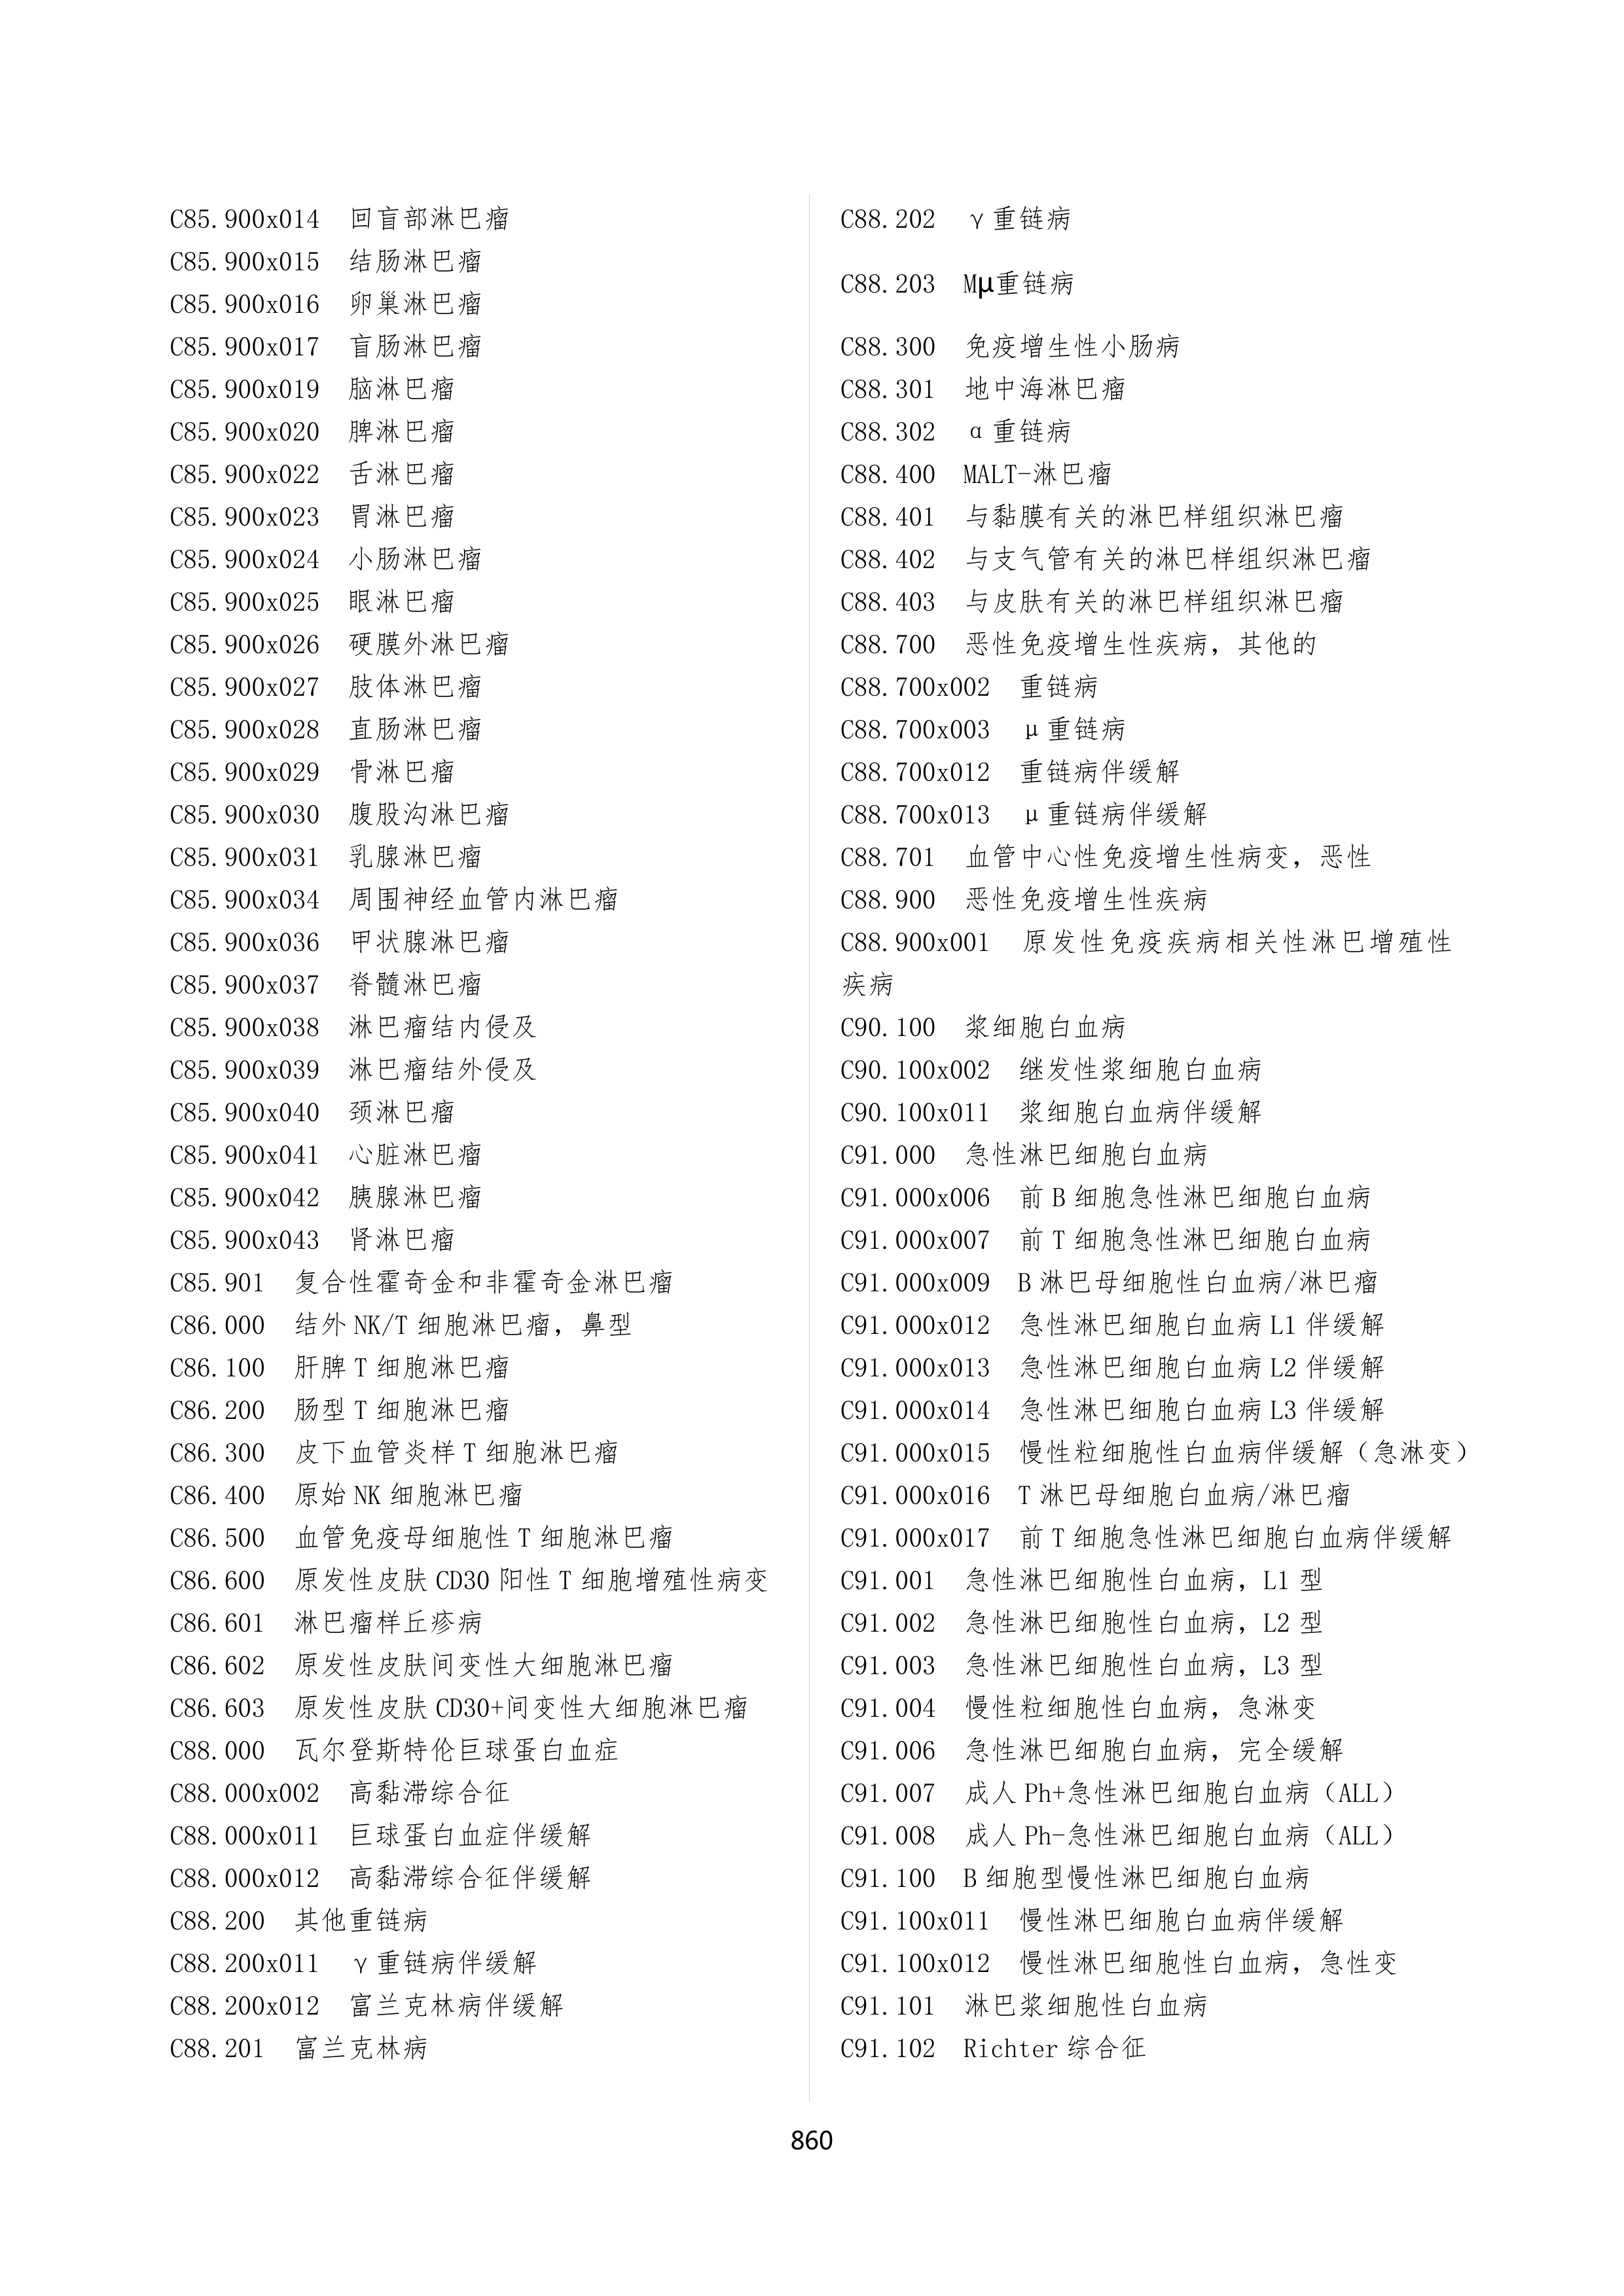 C85.900x014 回盲部淋巴瘤
C85.900x015 结肠淋巴瘤
C85.900x016 卵巢淋巴瘤
C85.900x017 盲肠淋巴瘤
C85.900x019 脑淋巴瘤
C85.900x020 脾淋巴瘤
C85.900x022 舌淋巴瘤
C85.900x023 胃淋巴瘤
C85.900x024 小肠淋巴瘤
C85.900x025 眼淋巴瘤
C85.900x026 硬膜外淋巴瘤
C85.900x027 肢体淋巴瘤
C85.900x028 直肠淋巴瘤
C85.900x029 骨淋巴瘤
C85.900x030 腹股沟淋巴瘤
C85.900x031 乳腺淋巴瘤
C85.900x034 周围神经血管内淋巴瘤
C85.900x036 甲状腺淋巴瘤
C85.900x037 脊髓淋巴瘤
C85.900x038 淋巴瘤结内侵及
C85.900x039 淋巴瘤结外侵及
C85.900x040 颈淋巴瘤
C85.900x041 心脏淋巴瘤
C85.900x042 胰腺淋巴瘤
C85.900x043 肾淋巴瘤
C85.901 复合性霍奇金和非霍奇金淋巴瘤
C86.000 结外 NK/T 细胞淋巴瘤，鼻型
C86.100 肝脾 T 细胞淋巴瘤
C86.200 肠型 T 细胞淋巴瘤
C86.300 皮下血管炎样 T 细胞淋巴瘤
C86.400 原始 NK 细胞淋巴瘤
C86.500 血管免疫母细胞性 T 细胞淋巴瘤
C86.600 原发性皮肤 CD30 阳性 T 细胞增殖性病变
C86.601 淋巴瘤样丘疹病
C86.602 原发性皮肤间变性大细胞淋巴瘤
C86.603 原发性皮肤 CD30+间变性大细胞淋巴瘤
C88.000 瓦尔登斯特伦巨球蛋白血症
C88.000x002 高黏滞综合征
C88.000x011 巨球蛋白血症伴缓解
C88.000x012 高黏滞综合征伴缓解
C88.200 其他重链病
C88.200x011 γ重链病伴缓解
C88.200x012 富兰克林病伴缓解
C88.201 富兰克林病
C88.202 γ重链病
C88.203 Mμ重链病
C88.300 免疫增生性小肠病
C88.301 地中海淋巴瘤
C88.302 α重链病
C88.400 MALT-淋巴瘤
C88.401 与黏膜有关的淋巴样组织淋巴瘤
C88.402 与支气管有关的淋巴样组织淋巴瘤
C88.403 与皮肤有关的淋巴样组织淋巴瘤
C88.700 恶性免疫增生性疾病，其他的
C88.700x002 重链病
C88.700x003 μ重链病
C88.700x012 重链病伴缓解
C88.700x013 μ重链病伴缓解
C88.701 血管中心性免疫增生性病变，恶性
C88.900 恶性免疫增生性疾病
C88.900x001 原发性免疫疾病相关性淋巴增殖性
疾病
C90.100 浆细胞白血病
C90.100x002 继发性浆细胞白血病
C90.100x011 浆细胞白血病伴缓解
C91.000 急性淋巴细胞白血病
C91.000x006 前 B 细胞急性淋巴细胞白血病
C91.000x007 前 T 细胞急性淋巴细胞白血病
C91.000x009 B 淋巴母细胞性白血病/淋巴瘤
C91.000x012 急性淋巴细胞白血病 L1 伴缓解
C91.000x013 急性淋巴细胞白血病 L2 伴缓解
C91.000x014 急性淋巴细胞白血病 L3 伴缓解
C91.000x015 慢性粒细胞性白血病伴缓解（急淋变）
C91.000x016 T 淋巴母细胞白血病/淋巴瘤
C91.000x017 前 T 细胞急性淋巴细胞白血病伴缓解
C91.001 急性淋巴细胞性白血病，L1 型
C91.002 急性淋巴细胞性白血病，L2 型
C91.003 急性淋巴细胞性白血病，L3 型
C91.004 慢性粒细胞性白血病，急淋变
C91.006 急性淋巴细胞白血病，完全缓解
C91.007 成人 Ph+急性淋巴细胞白血病（ALL）
C91.008 成人 Ph-急性淋巴细胞白血病（ALL）
C91.100 B 细胞型慢性淋巴细胞白血病
C91.100x011 慢性淋巴细胞白血病伴缓解
C91.100x012 慢性淋巴细胞性白血病，急性变
C91.101 淋巴浆细胞性白血病
C91.102 Richter 综合征
860